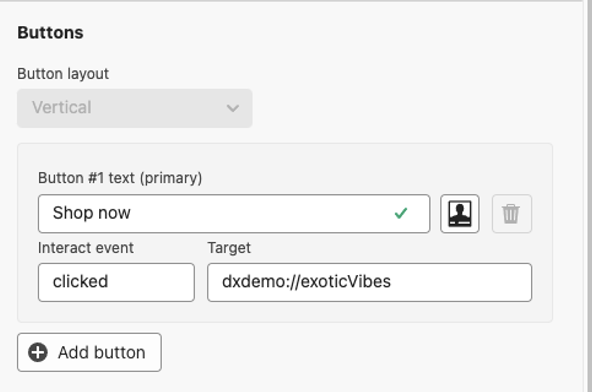 Buttons
Button layout
Vertical
Button #1 text (primary)
Shop now
Interact event
Target
clicked
dxdemo://exoticVibes
Add button